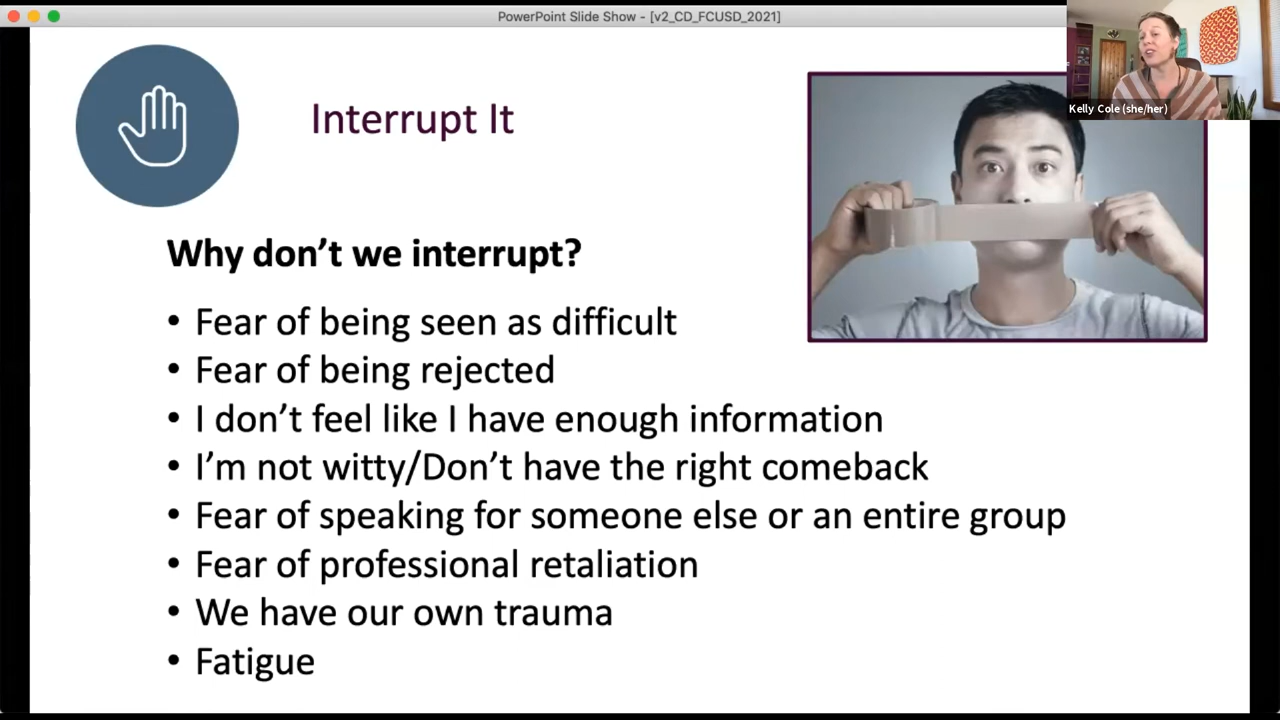 PowerPoint Slide Show - [v2_CD_FCUSD_2021]
Kelly Cole (she/her)
Interrupt It
Why don’t we interrupt?
• Fear of being seen as difficult
• Fear of being rejected
• I don’t feel like I have enough information
• I’m not witty/Don’t have the right comeback
• Fear of speaking for someone else or an entire group
• Fear of professional retaliation
• We have our own trauma
• Fatigue